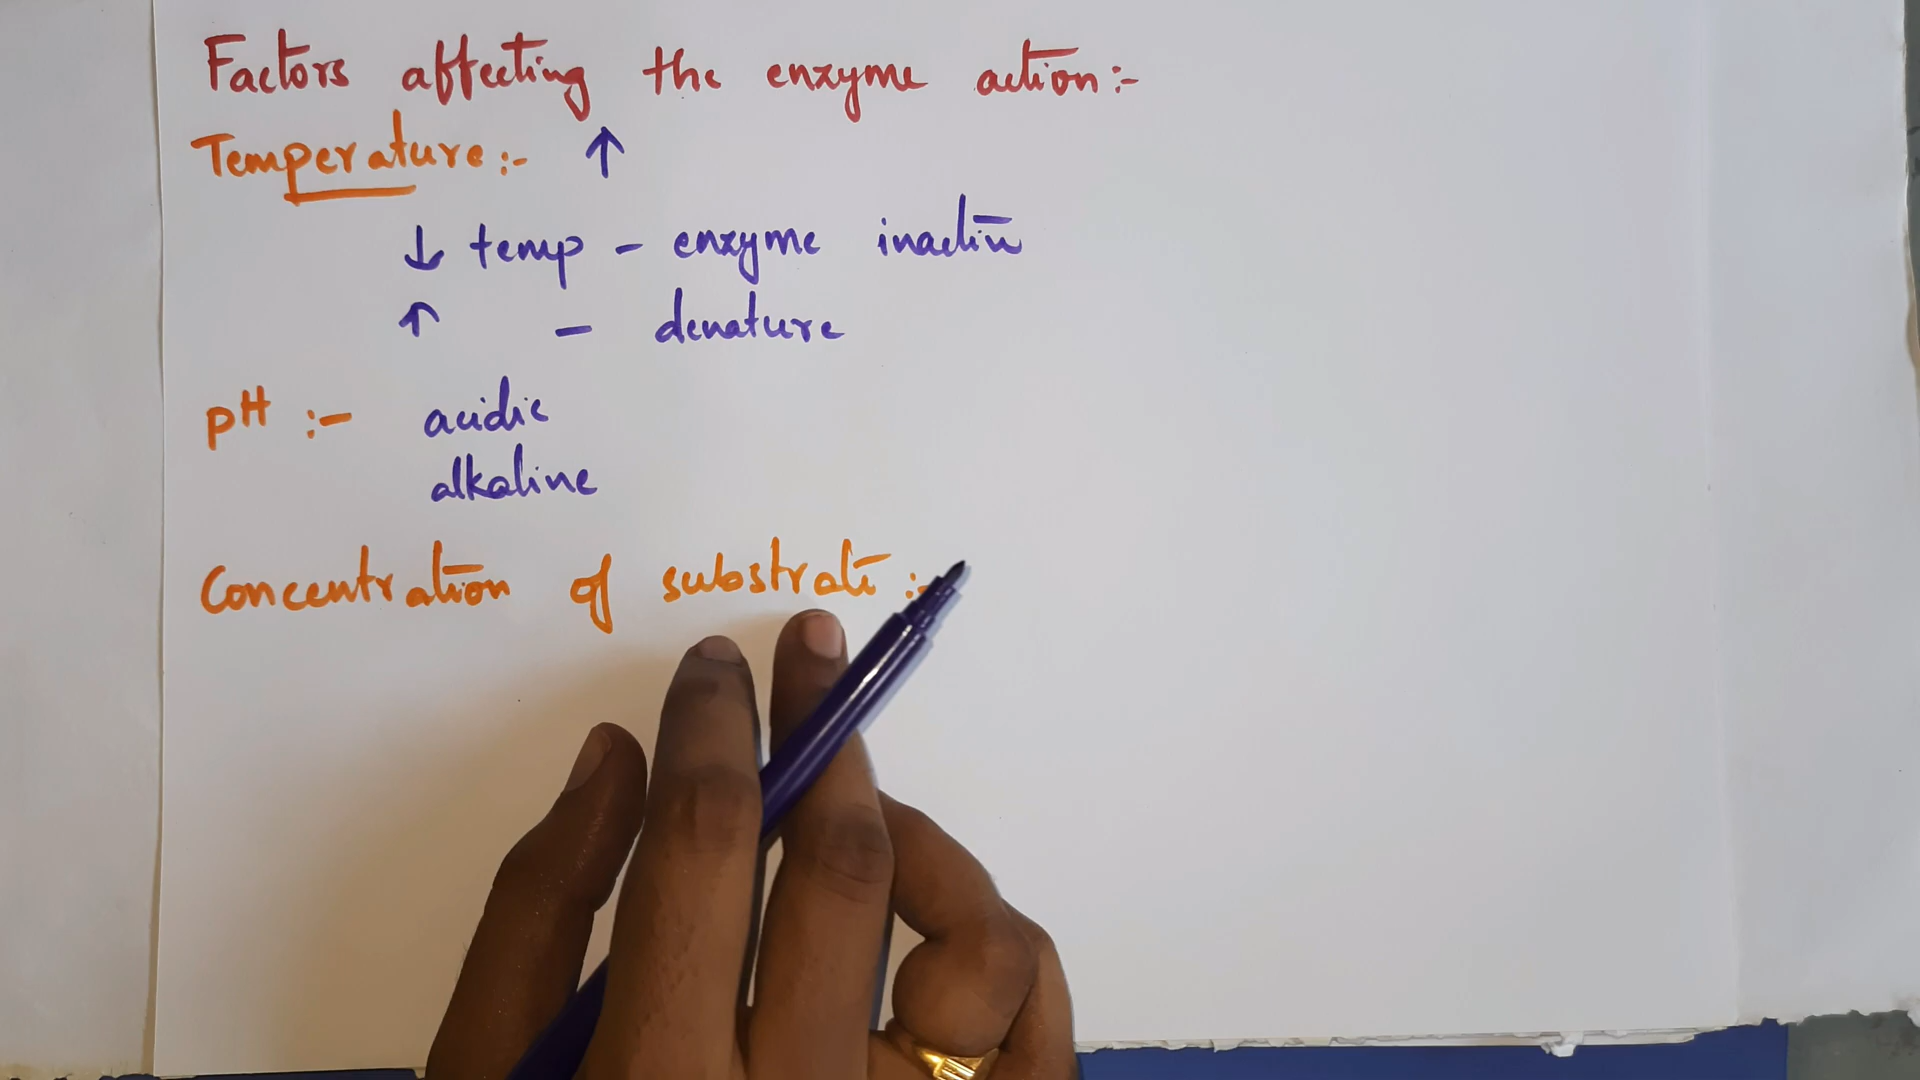 Factors affecting the enzyme action:-
Temperature:- ↑
↓ temp - enzyme inactive
↑ - denature
pH :- acidic
alkaline
Concentration of substrate :-